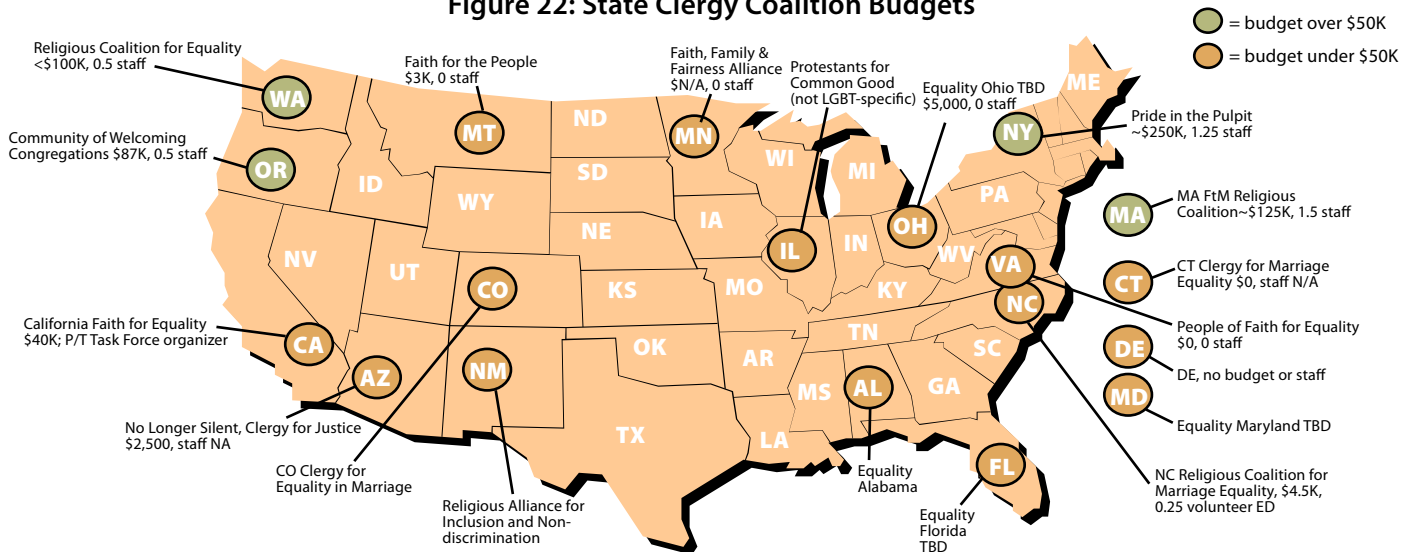 Figure 22: State Clergy Coalition Budgets
= budget over $50K
= budget under $50K
Religious Coalition for Equality
<$100K, 0.5 staff
Faith for the People
$3K, 0 staff
Faith, Family &
Fairness Alliance
$N/A, 0 staff
Protestants for
Common Good
(not LGBT-specific)
Equality Ohio TBD
$5,000, 0 staff
Pride in the Pulpit
~$250K, 1.25 staff
Community of Welcoming
Congregations $87K, 0.5 staff
MA FtM Religious
Coalition~$125K, 1.5 staff
CT Clergy for Marriage
Equality $0, staff N/A
People of Faith for Equality
$0, 0 staff
DE, no budget or staff
Equality Maryland TBD
NC Religious Coalition for
Marriage Equality, $4.5K,
0.25 volunteer ED
California Faith for Equality
$40K; P/T Task Force organizer
No Longer Silent, Clergy for Justice
$2,500, staff NA
CO Clergy for
Equality in Marriage
Religious Alliance for
Inclusion and Non-
discrimination
Equality
Alabama
Equality
Florida
TBD
WA
OR
MT
ID
WY
ND
SD
NE
MN
WI
MI
IA
IL
IN
OH
PA
NY
ME
MA
CT
DE
MD
VA
WV
NC
KY
TN
SC
GA
AL
MS
FL
LA
AR
MO
KS
OK
TX
NM
CO
UT
NV
AZ
CA